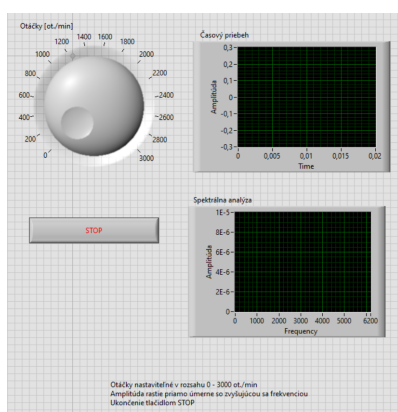 Otáčky [ot./min]
0
200
400
600
800
1000
1200
1400
1600
1800
2000
2200
2400
2600
2800
3000
Časový priebeh
Amplitúda
0,3
0,2
0,1
0
-0,1
-0,2
-0,3
0 0,005 0,01 0,015 0,02
Time
STOP
Spektrálna analýza
Amplitúda
1E-5
8E-6
6E-6
4E-6
2E-6
0
0 1000 2000 3000 4000 5000 6200
Frequency
Otáčky nastaviteľné v rozsahu 0 - 3000 ot./min
Amplitúda rastie priamo úmerne so zvyšujúcou sa frekvenciou
Ukončenie tlačidlom STOP